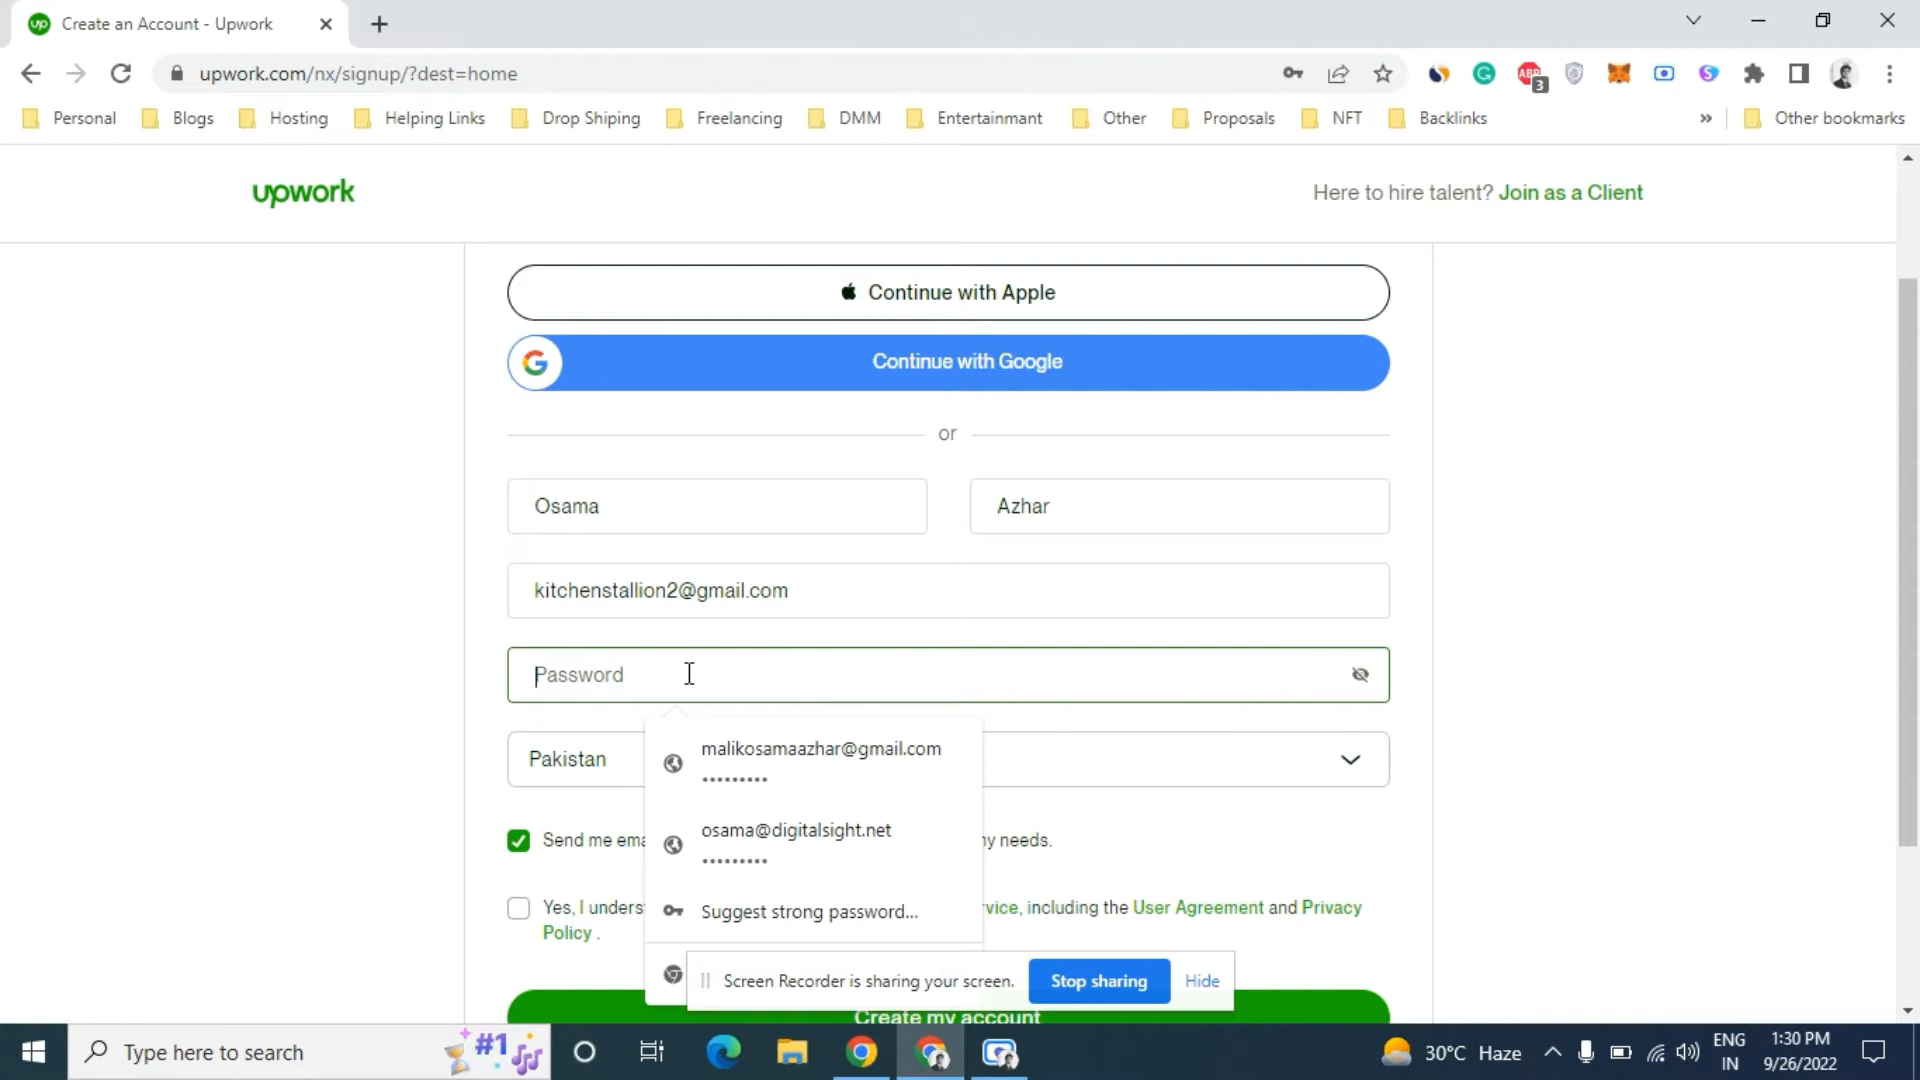 up Create an Account - Upwork
upwork.com/nx/signup/?dest=home
ABP 3
Personal Blogs Hosting Helping Links Drop Shiping Freelancing DMM Entertainmant Other Proposals NFT Backlinks » Other bookmarks
upwork
Here to hire talent? Join as a Client
Continue with Apple
G Continue with Google
or
Osama Azhar
kitchenstallion2@gmail.com
Password
Pakistan
malikosamaazhar@gmail.com
•••••••••
osama@digitalsight.net
•••••••••
Send me ema y needs.
Suggest strong password...
Yes, I unders vice, including the User Agreement and Privacy
Policy .
Screen Recorder is sharing your screen. Stop sharing Hide
Create my account
Type here to search
#1
30°C Haze
ENG
IN
1:30 PM
9/26/2022